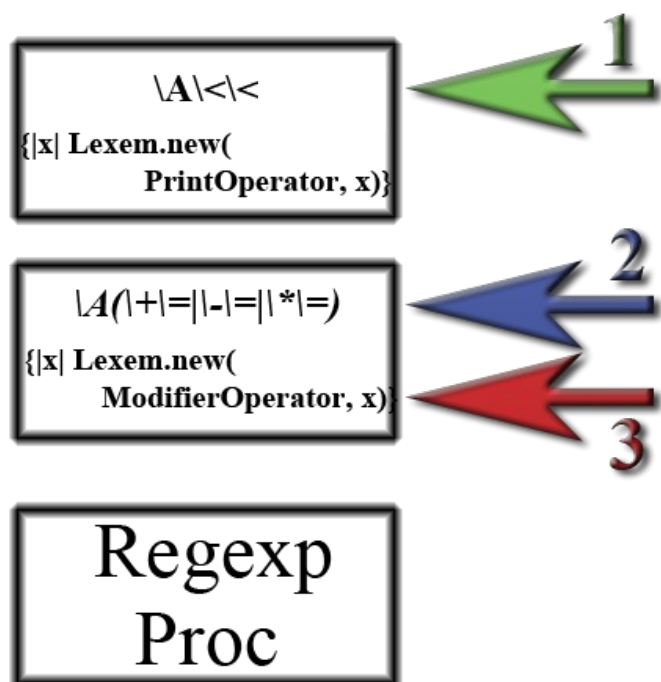 \A\<\<
1
{|x| Lexem.new(
PrintOperator, x)}
\A(\+\=|\-\=|\*\=)
2
{|x| Lexem.new(
ModifierOperator, x)}
3
Regexp
Proc